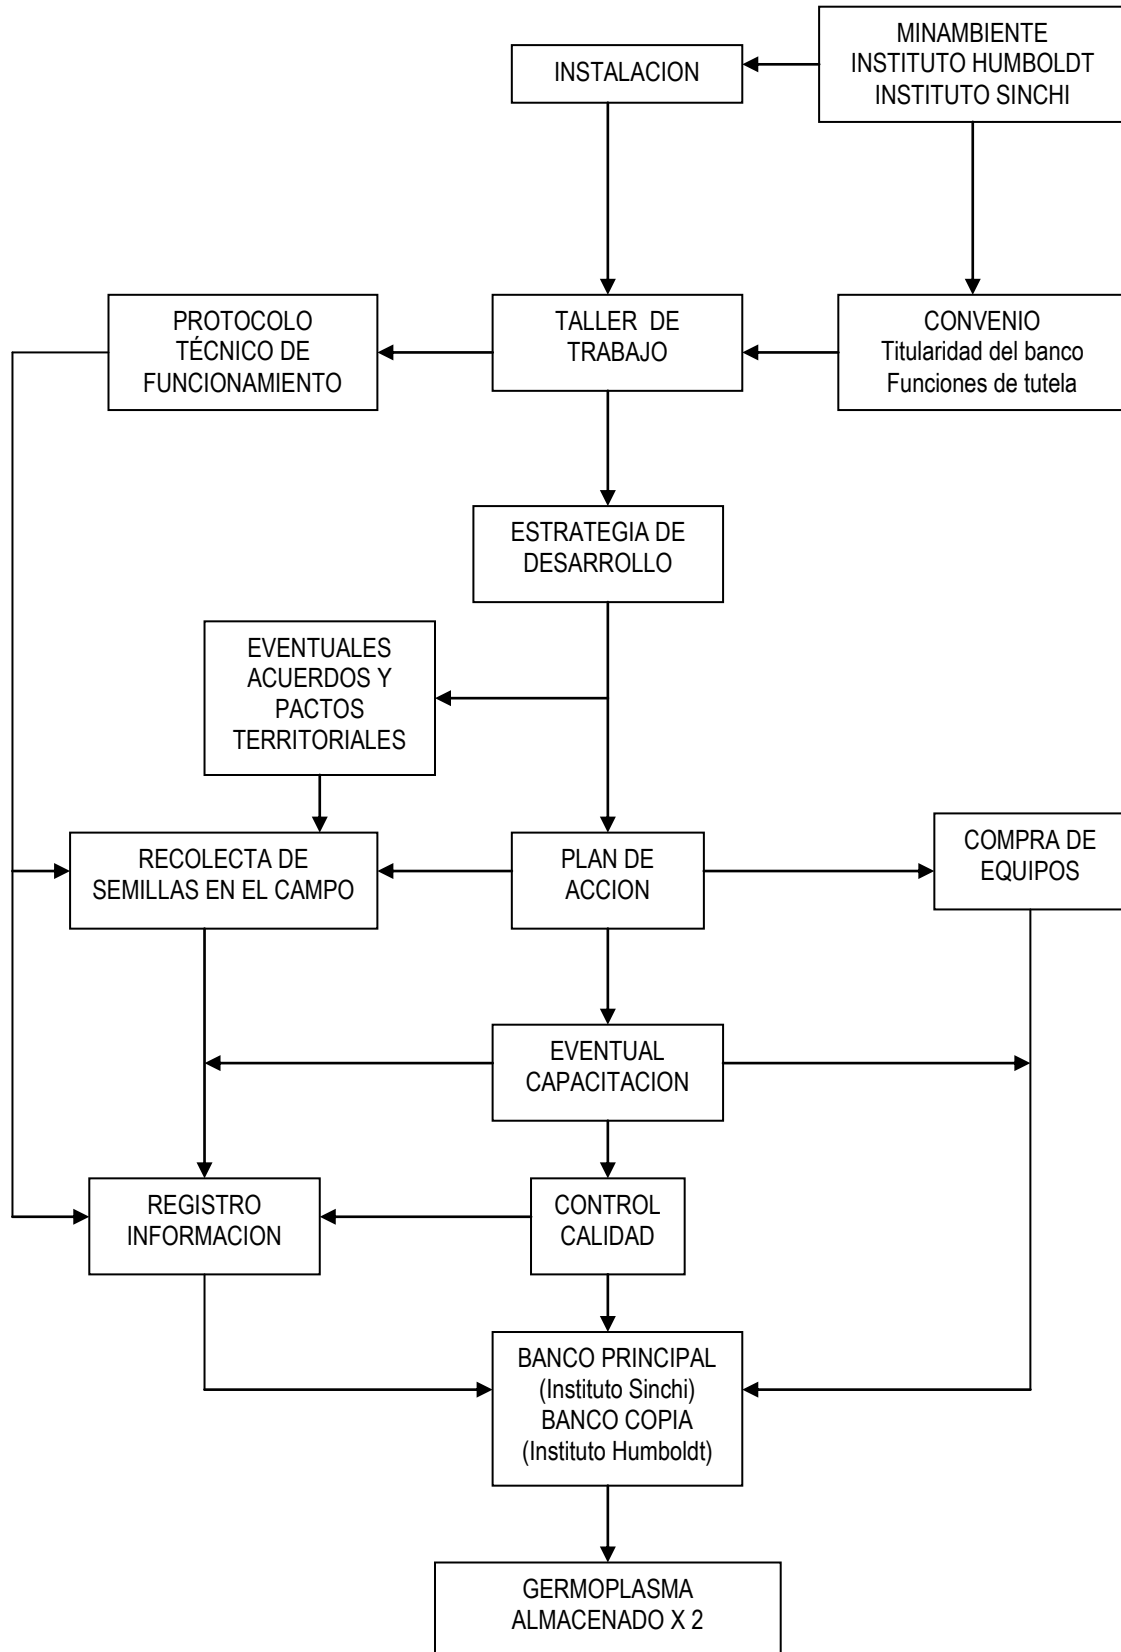 MINAMBIENTE
INSTITUTO HUMBOLDT
INSTITUTO SINCHI
INSTALACION
PROTOCOLO
TÉCNICO DE
FUNCIONAMIENTO
TALLER DE
TRABAJO
CONVENIO
Titularidad del banco
Funciones de tutela
ESTRATEGIA DE
DESARROLLO
EVENTUALES
ACUERDOS Y
PACTOS
TERRITORIALES
RECOLECTA DE
SEMILLAS EN EL CAMPO
PLAN DE
ACCION
COMPRA DE
EQUIPOS
EVENTUAL
CAPACITACION
REGISTRO
INFORMACION
CONTROL
CALIDAD
BANCO PRINCIPAL
(Instituto Sinchi)
BANCO COPIA
(Instituto Humboldt)
GERMOPLASMA
ALMACENADO X 2